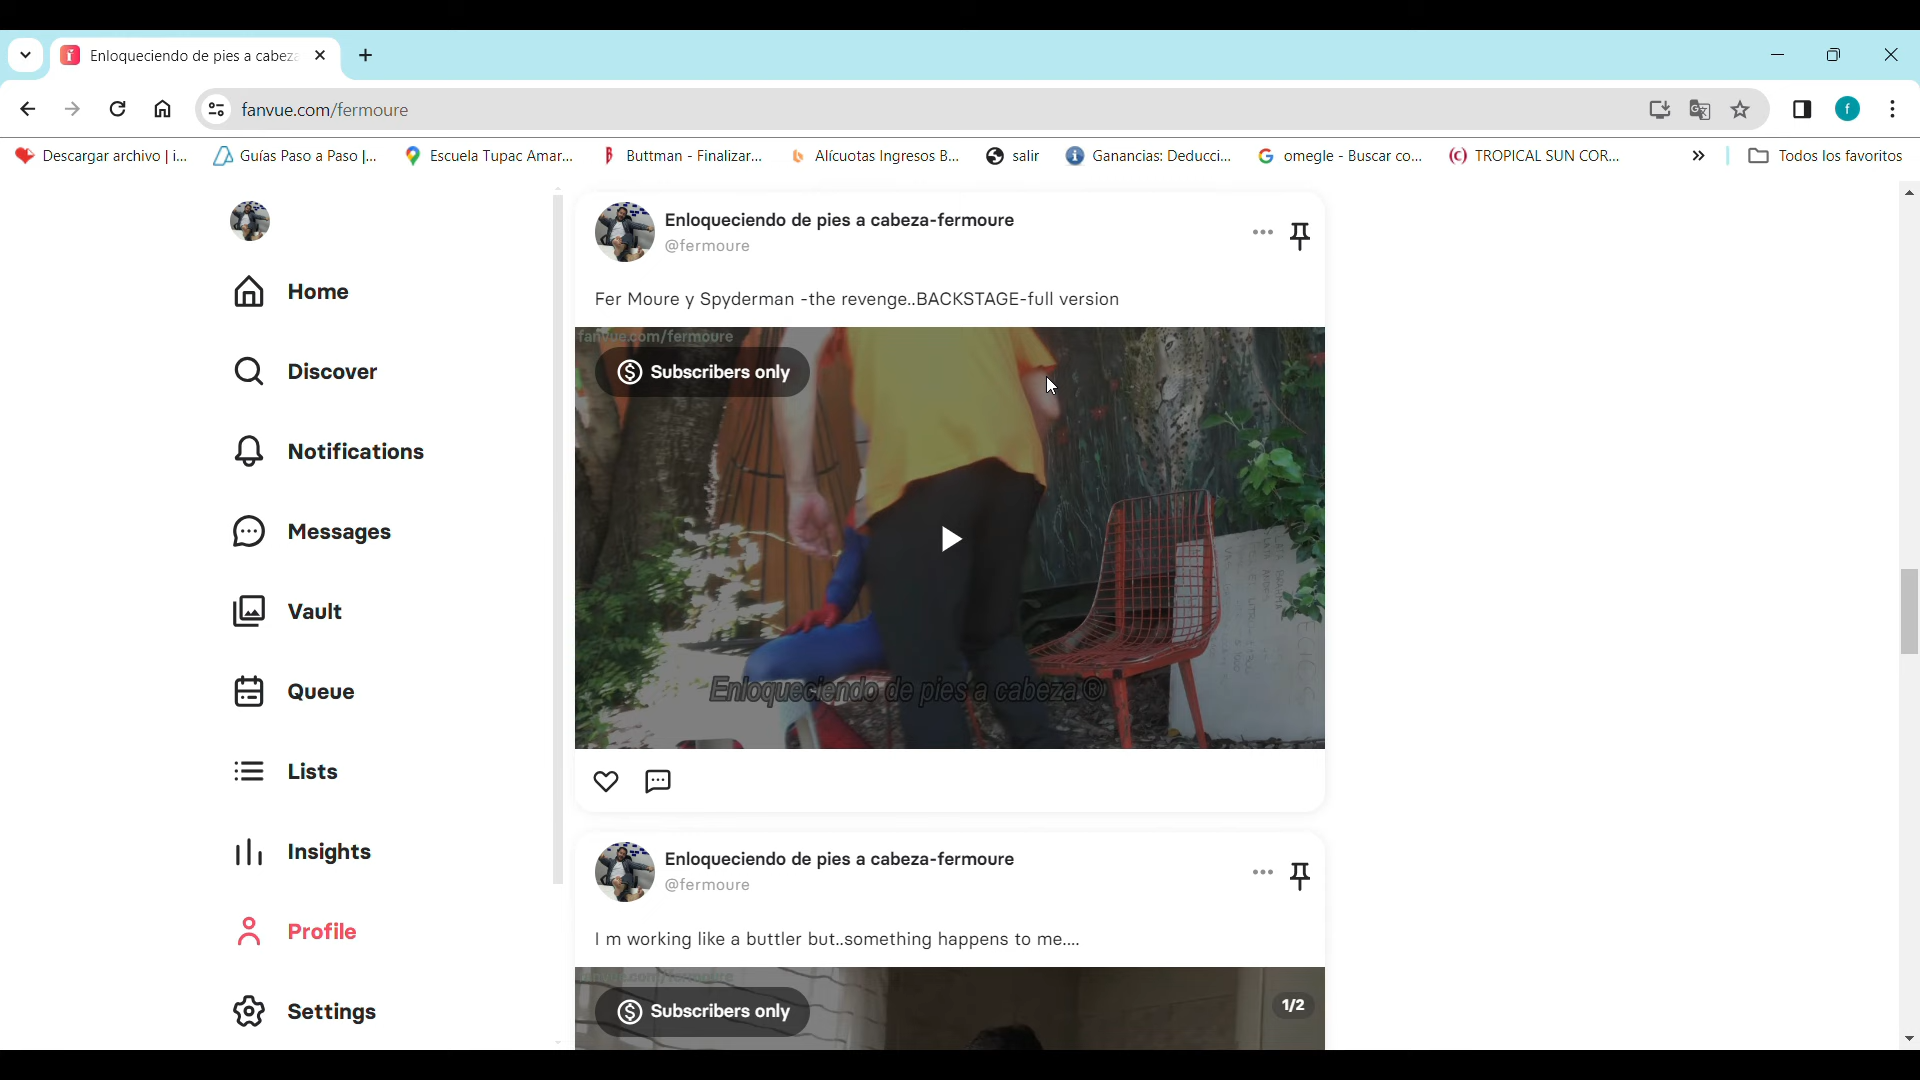 Enloqueciendo de pies a cabeza
fanvue.com/fermoure
Descargar archivo | i...
Guías Paso a Paso |...
Escuela Tupac Amar...
Buttman - Finalizar...
Alícuotas Ingresos B...
salir
Ganancias: Deducci...
omegle - Buscar co...
TROPICAL SUN COR...
Todos los favoritos
Home
Discover
Notifications
Messages
Vault
Queue
Lists
Insights
Profile
Settings
Enloqueciendo de pies a cabeza-fermoure
@fermoure
Fer Moure y Spyderman -the revenge..BACKSTAGE-full version
fanvue.com/fermoure
Subscribers only
Enloqueciendo de pies a cabeza ®
Enloqueciendo de pies a cabeza-fermoure
@fermoure
I m working like a buttler but..something happens to me....
fanvue.com/fermoure
Subscribers only
1/2